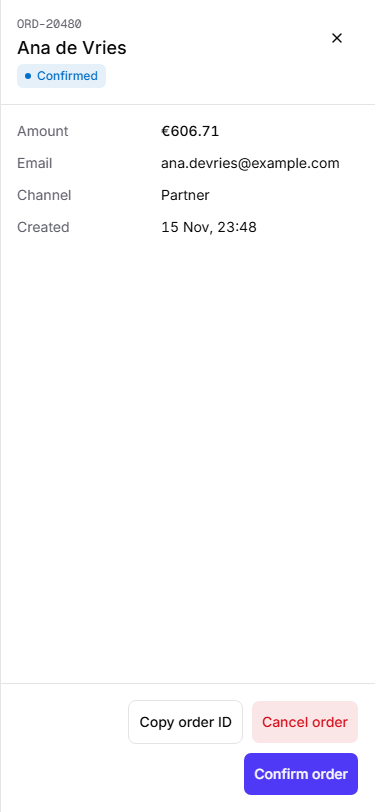 ORD-20480
Ana de Vries
Confirmed
Amount €606.71
Email ana.devries@example.com
Channel Partner
Created 15 Nov, 23:48
Copy order ID Cancel order
Confirm order